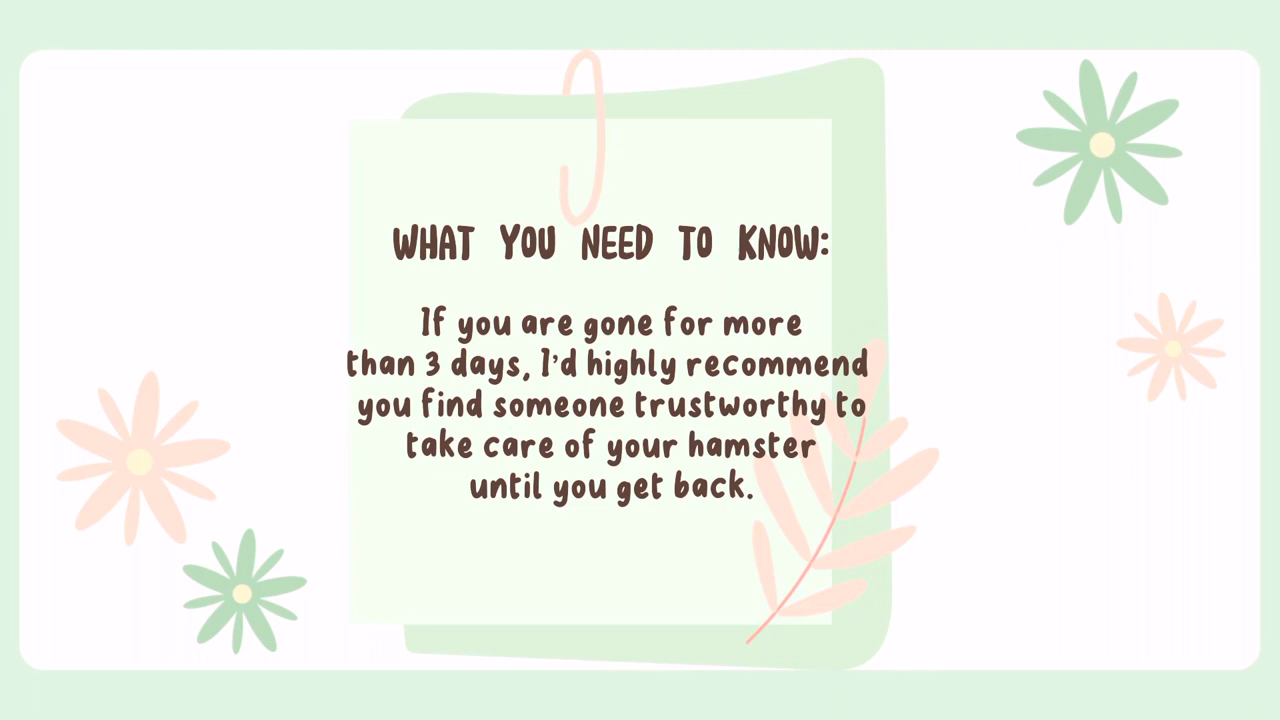 WHAT YOU NEED TO KNOW:
If you are gone for more
than 3 days, I'd highly recommend
you find someone trustworthy to
take care of your hamster
until you get back.